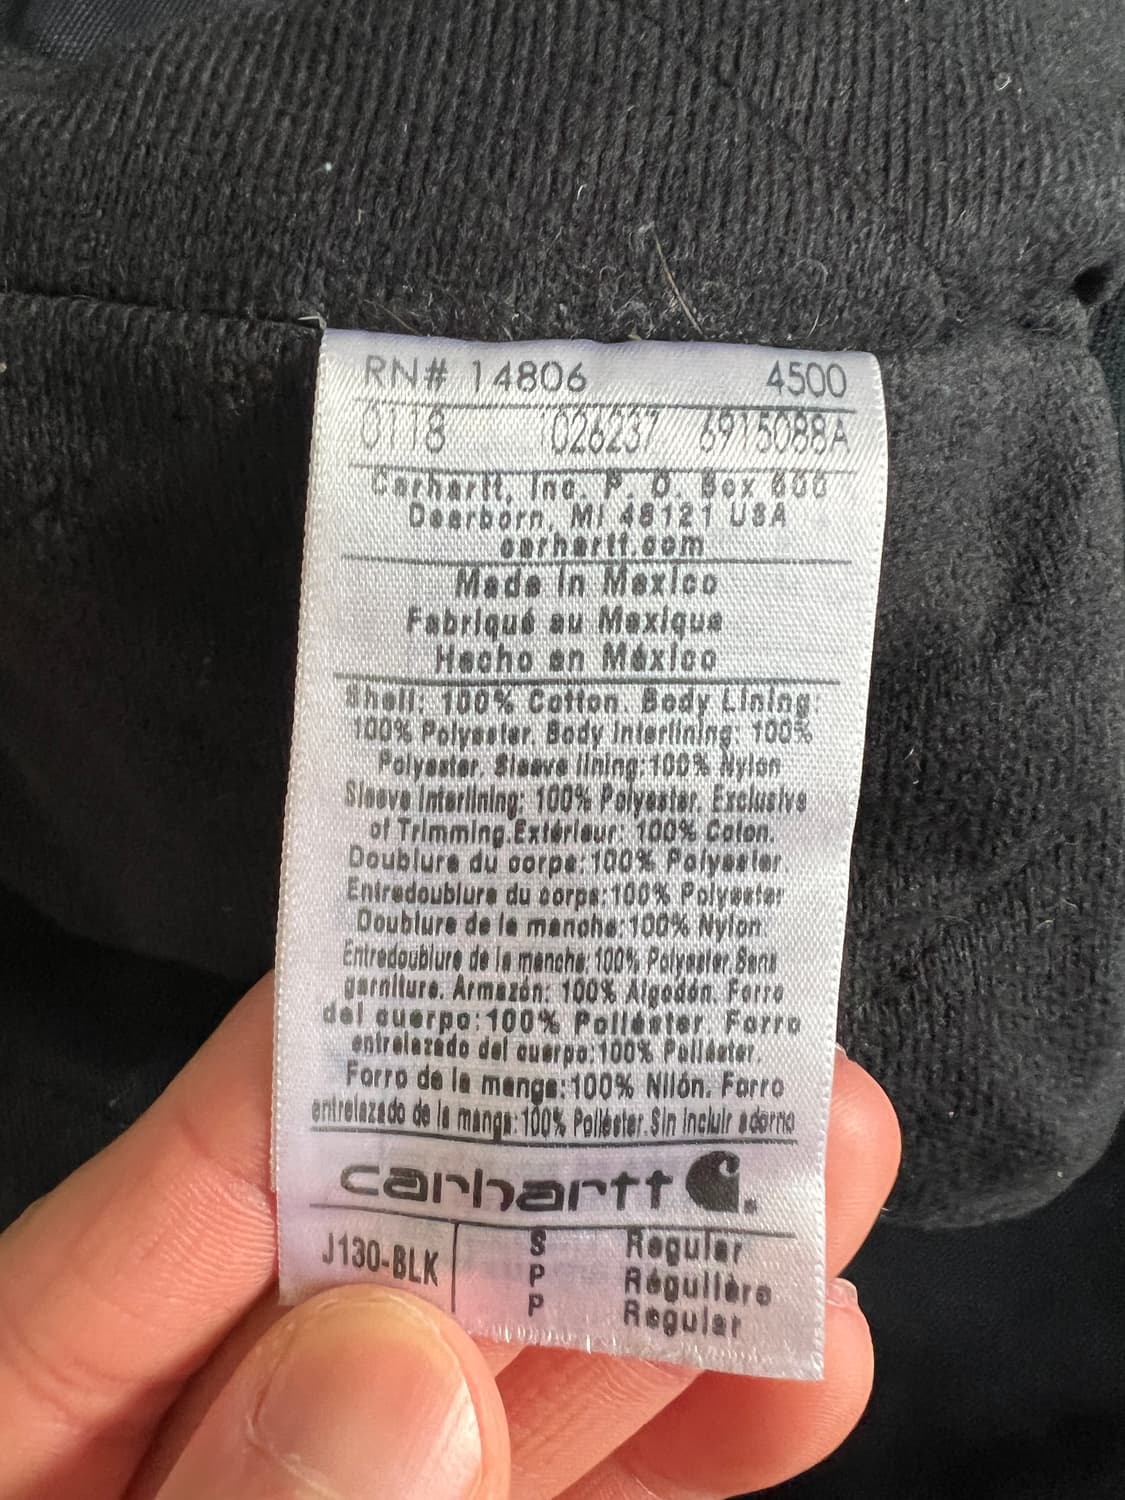 RN# 14806 4500
0118 1026237 6915088A
Carhartt, Inc. P. O. Box 600
Dearborn, MI 48121 USA
carhartt.com
Made in Mexico
Fabriqué au Mexique
Hecho en México
Shell: 100% Cotton. Body Lining:
100% Polyester. Body Interlining: 100%
Polyester. Sleeve lining:100% Nylon
Sleeve Interlining: 100% Polyester. Exclusive
of Trimming.Extérieur: 100% Coton.
Doublure du corps:100% Polyester.
Entredoublure du corps:100% Polyester
Doublure de la manche:100% Nylon.
Entredoublure de la manche: 100% Polyester.Sans
garniture. Armazón: 100% Algodón. Forro
del cuerpo:100% Poliéster. Forro
entrelazado del cuerpo:100% Poliéster.
Forro de la manga:100% Nilón. Forro
entrelazado de la manga:100% Poliéster.Sin incluir adorno
carhartt
J130-BLK
S Regular
P Régulière
P Regular